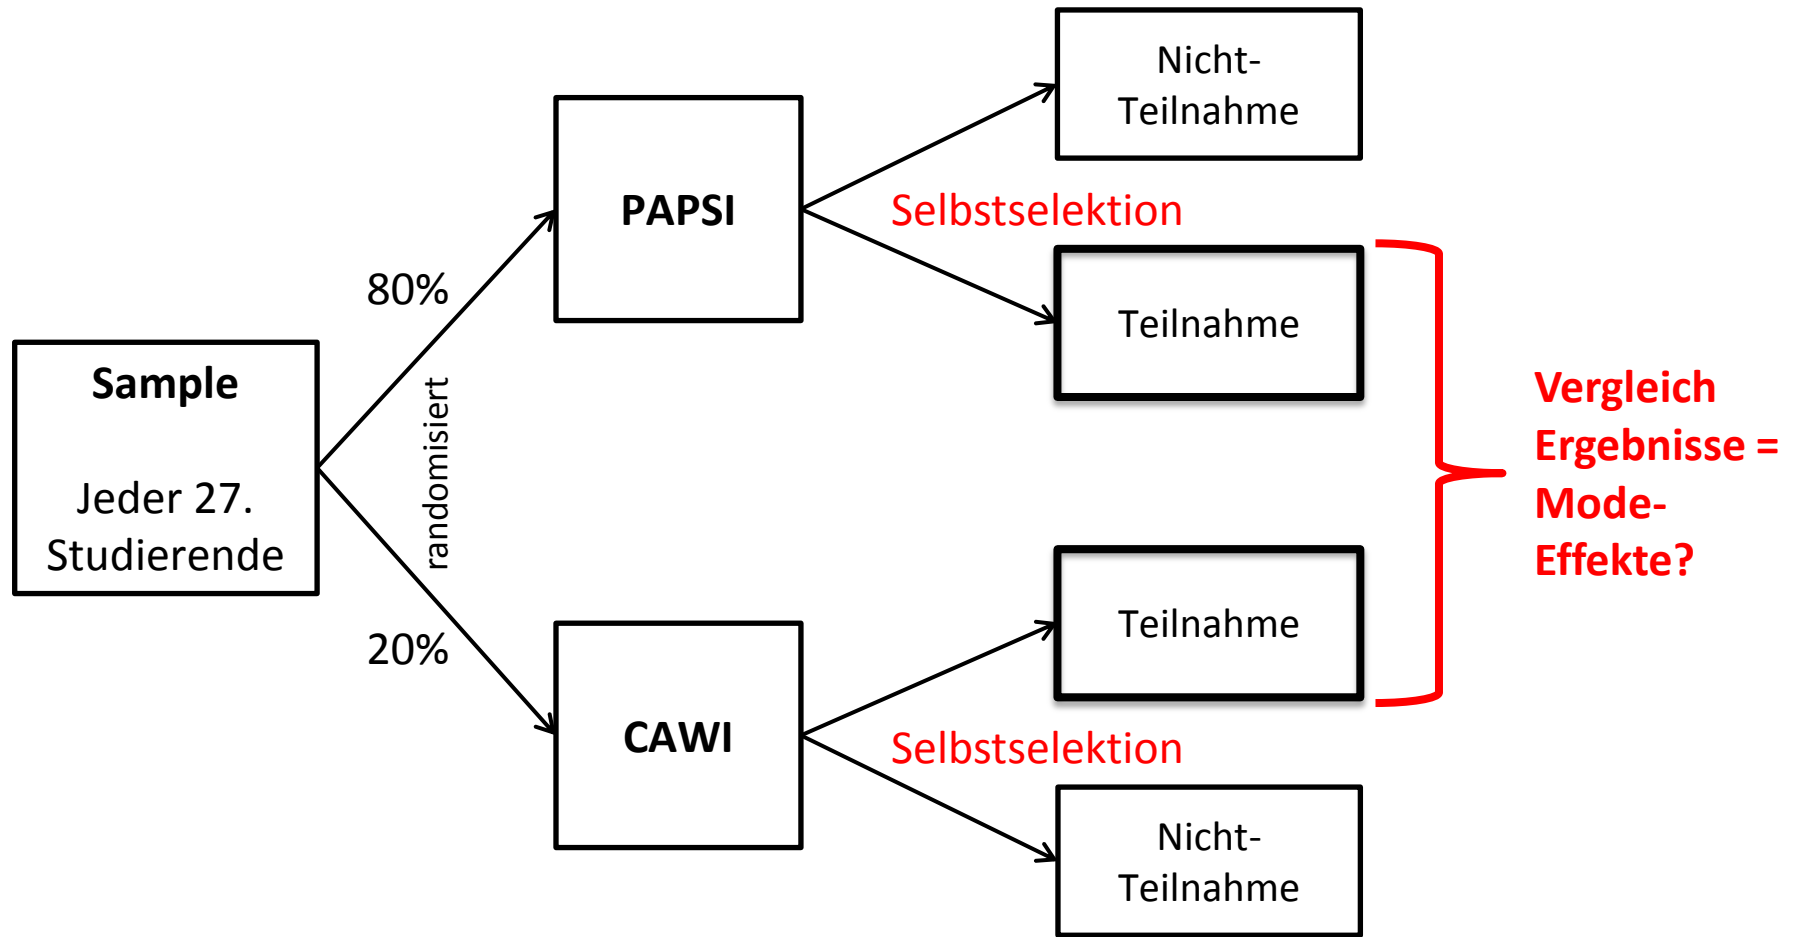 Sample
Jeder 27.
Studierende
80%
randomisiert
20%
PAPSI
CAWI
Nicht-
Teilnahme
Selbstselektion
Teilnahme
Teilnahme
Selbstselektion
Nicht-
Teilnahme
Vergleich
Ergebnisse =
Mode-
Effekte?